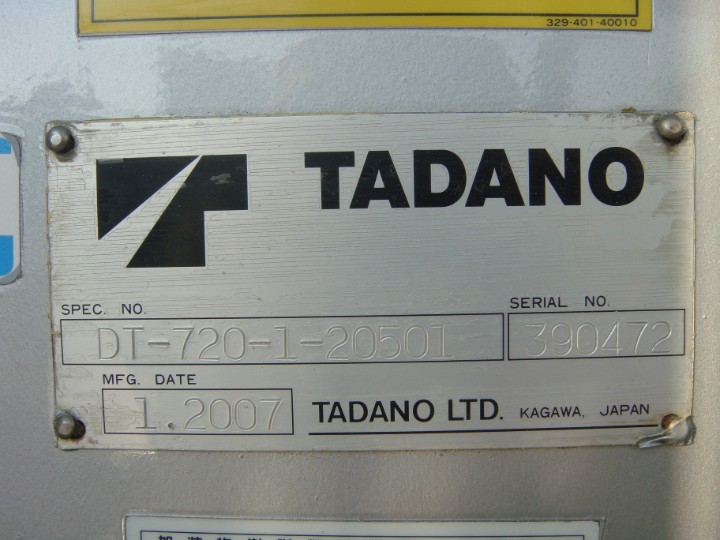 329-401-40010
TADANO
SPEC. NO.
SERIAL NO.
DT-720-1-20501
390472
MFG. DATE
1.2007
TADANO LTD. KAGAWA, JAPAN